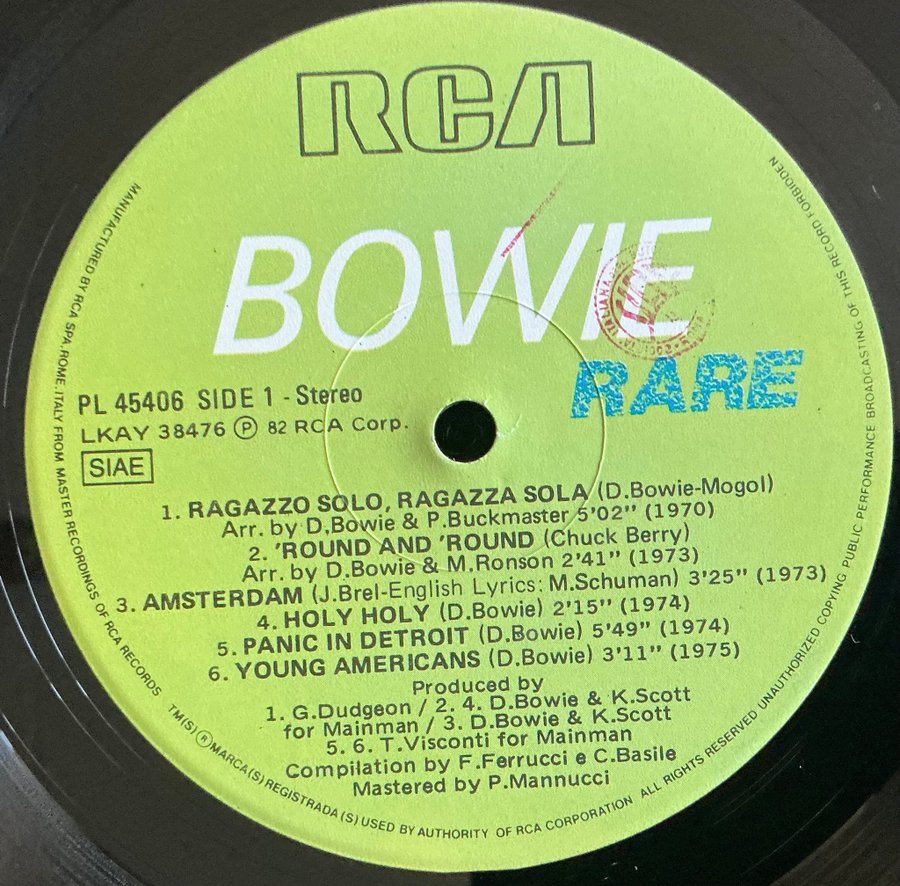 RCA
BOWIE
RARE
PL 45406 SIDE 1 - Stereo
LKAY 38476 Ⓟ 82 RCA Corp.
SIAE
1. RAGAZZO SOLO, RAGAZZA SOLA (D.Bowie-Mogol)
Arr. by D.Bowie & P.Buckmaster 5'02" (1970)
2. 'ROUND AND 'ROUND (Chuck Berry)
Arr. by D.Bowie & M.Ronson 2'41" (1973)
3. AMSTERDAM (J.Brel-English Lyrics: M.Schuman) 3'25" (1973)
4. HOLY HOLY (D.Bowie) 2'15" (1974)
5. PANIC IN DETROIT (D.Bowie) 5'49" (1974)
6. YOUNG AMERICANS (D.Bowie) 3'11" (1975)
Produced by
1. G.Dudgeon / 2. 4. D.Bowie & K.Scott
for Mainman / 3. D.Bowie & K.Scott
5. 6. T.Visconti for Mainman
Compilation by F.Ferrucci e C.Basile
Mastered by P.Mannucci
MANUFACTURED BY RCA SPA, ROME, ITALY FROM MASTER RECORDINGS OF RCA RECORDS TM(S) ® MARCA(S) REGISTRADA(S) USED BY AUTHORITY OF RCA CORPORATION ALL RIGHTS RESERVED UNAUTHORIZED COPYING PUBLIC PERFORMANCE BROADCASTING OF THIS RECORD FORBIDDEN